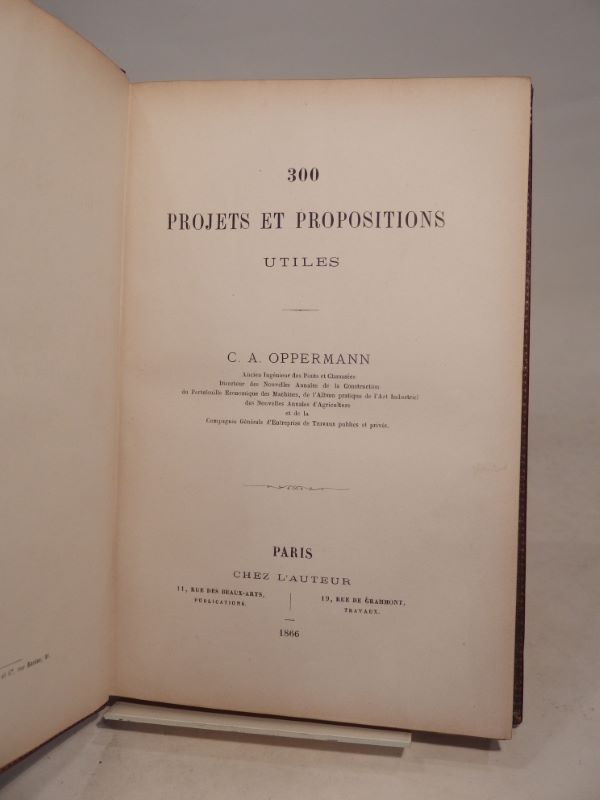 300
PROJETS ET PROPOSITIONS
UTILES
C. A. OPPERMANN
Ancien Ingénieur des Ponts et Chaussées
Directeur des Nouvelles Annales de la Construction
du Portefeuille Économique des Machines, de l'Album pratique de l'Art Industriel
des Nouvelles Annales d'Agriculture
et de la
Compagnie Générale d'Entreprise de Travaux publics et privés.
PARIS
CHEZ L'AUTEUR
11, RUE DES BEAUX-ARTS,
PUBLICATIONS.
19, RUE DE GRAMMONT,
TRAVAUX.
1866